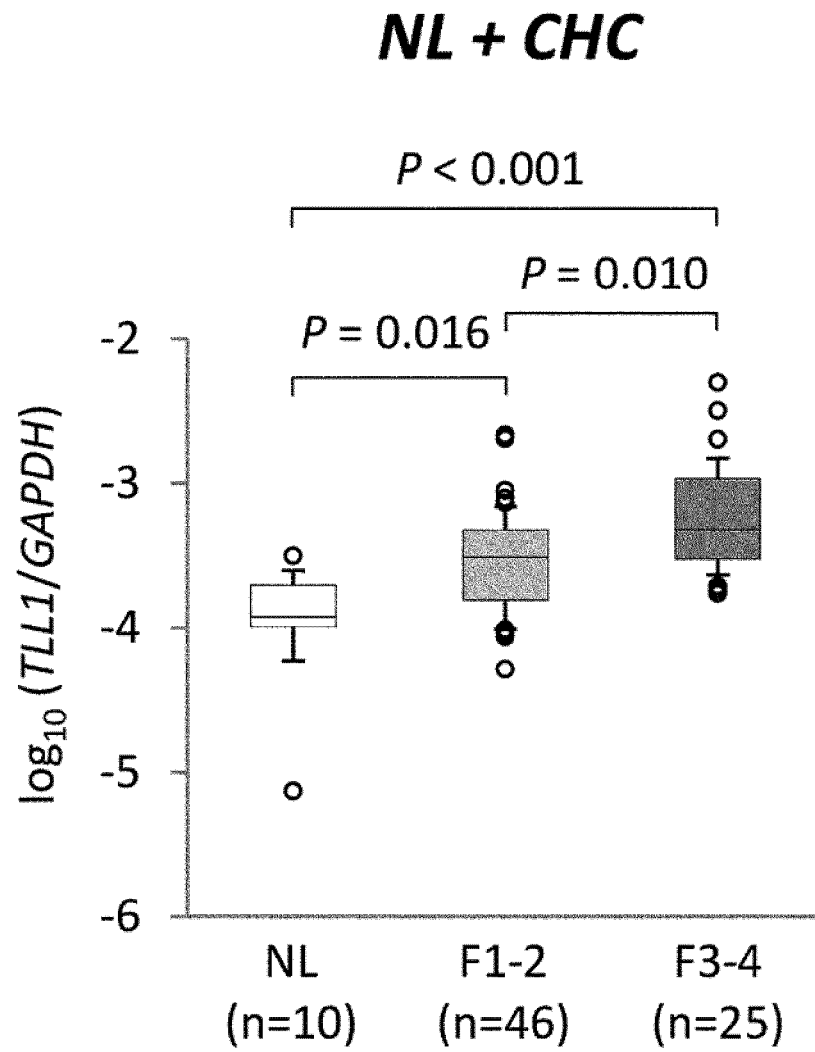 NL + CHC
P < 0.001
P = 0.010
P = 0.016
log10 (TLL1/GAPDH)
-2
-3
-4
-5
-6
NL F1-2 F3-4
(n=10) (n=46) (n=25)